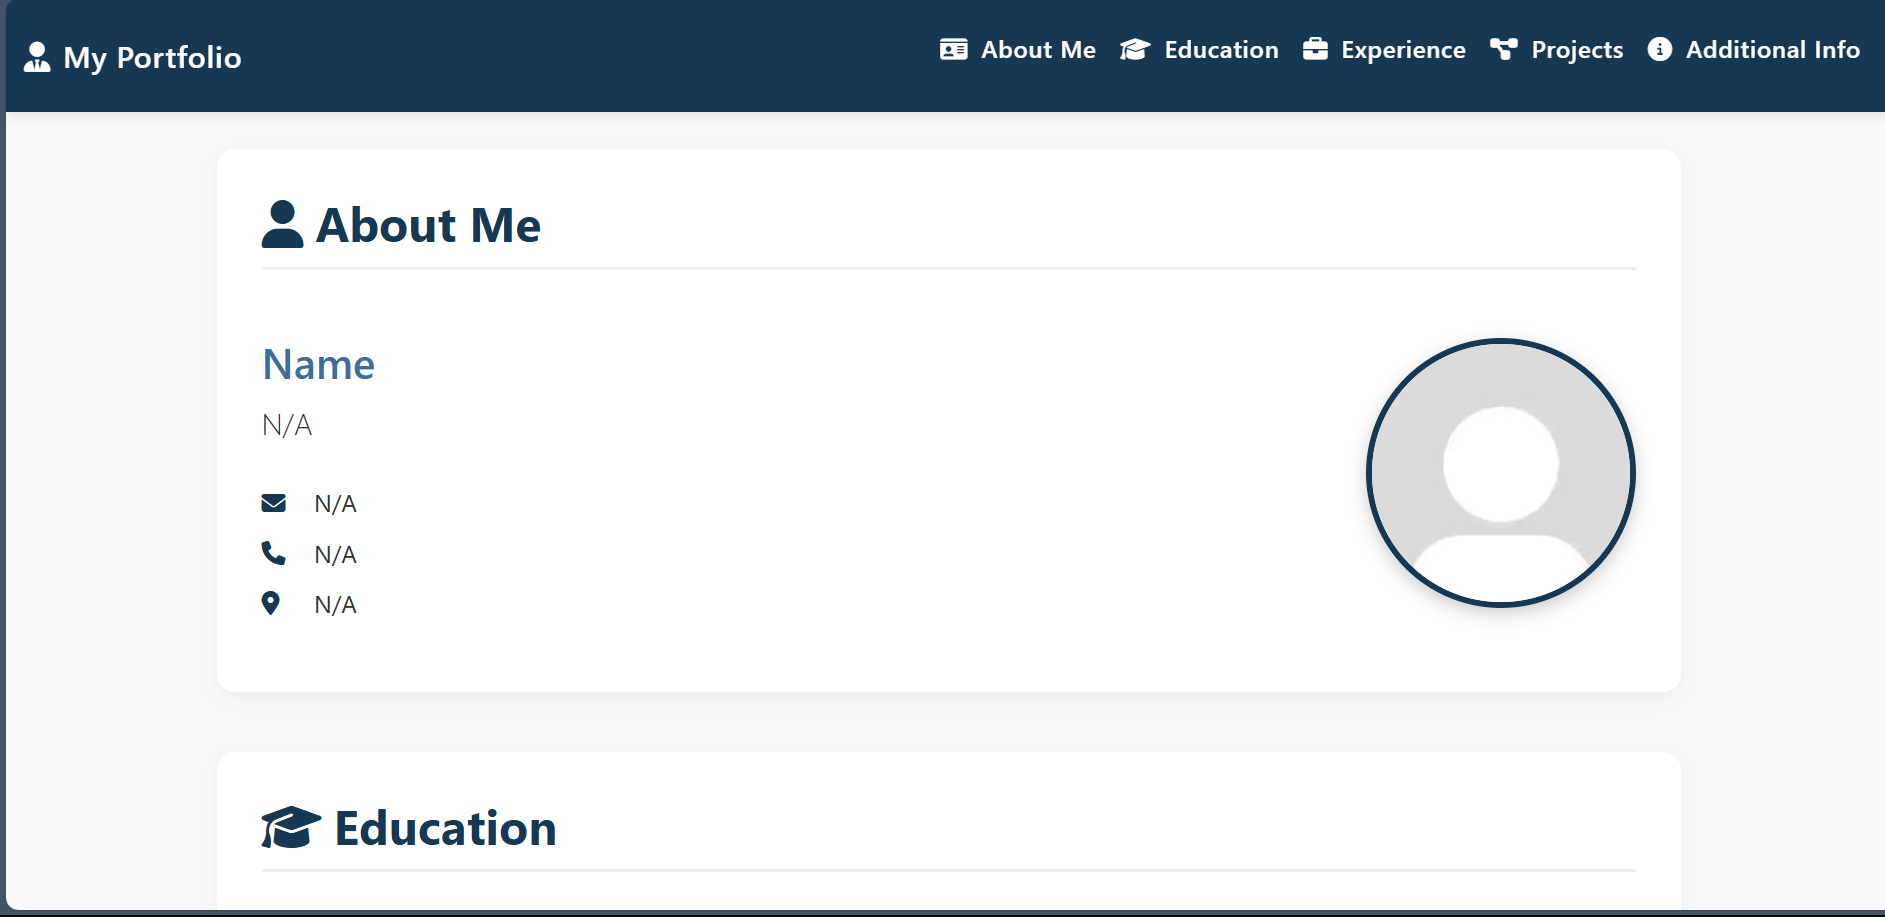 My Portfolio
About Me Education Experience Projects Additional Info
About Me
Name
N/A
N/A
N/A
N/A
Education